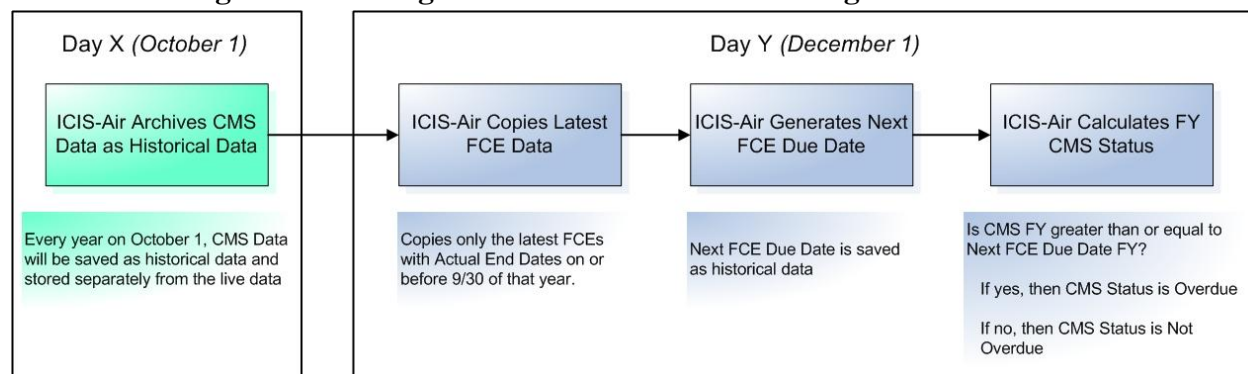 Day X (October 1)
Day Y (December 1)
ICIS-Air Archives CMS
Data as Historical Data
ICIS-Air Copies Latest
FCE Data
ICIS-Air Generates Next
FCE Due Date
ICIS-Air Calculates FY
CMS Status
Every year on October 1, CMS Data
will be saved as historical data and
stored separately from the live data
Copies only the latest FCEs
with Actual End Dates on or
before 9/30 of that year.
Next FCE Due Date is saved
as historical data
Is CMS FY greater than or equal to
Next FCE Due Date FY?
If yes, then CMS Status is Overdue
If no, then CMS Status is Not
Overdue